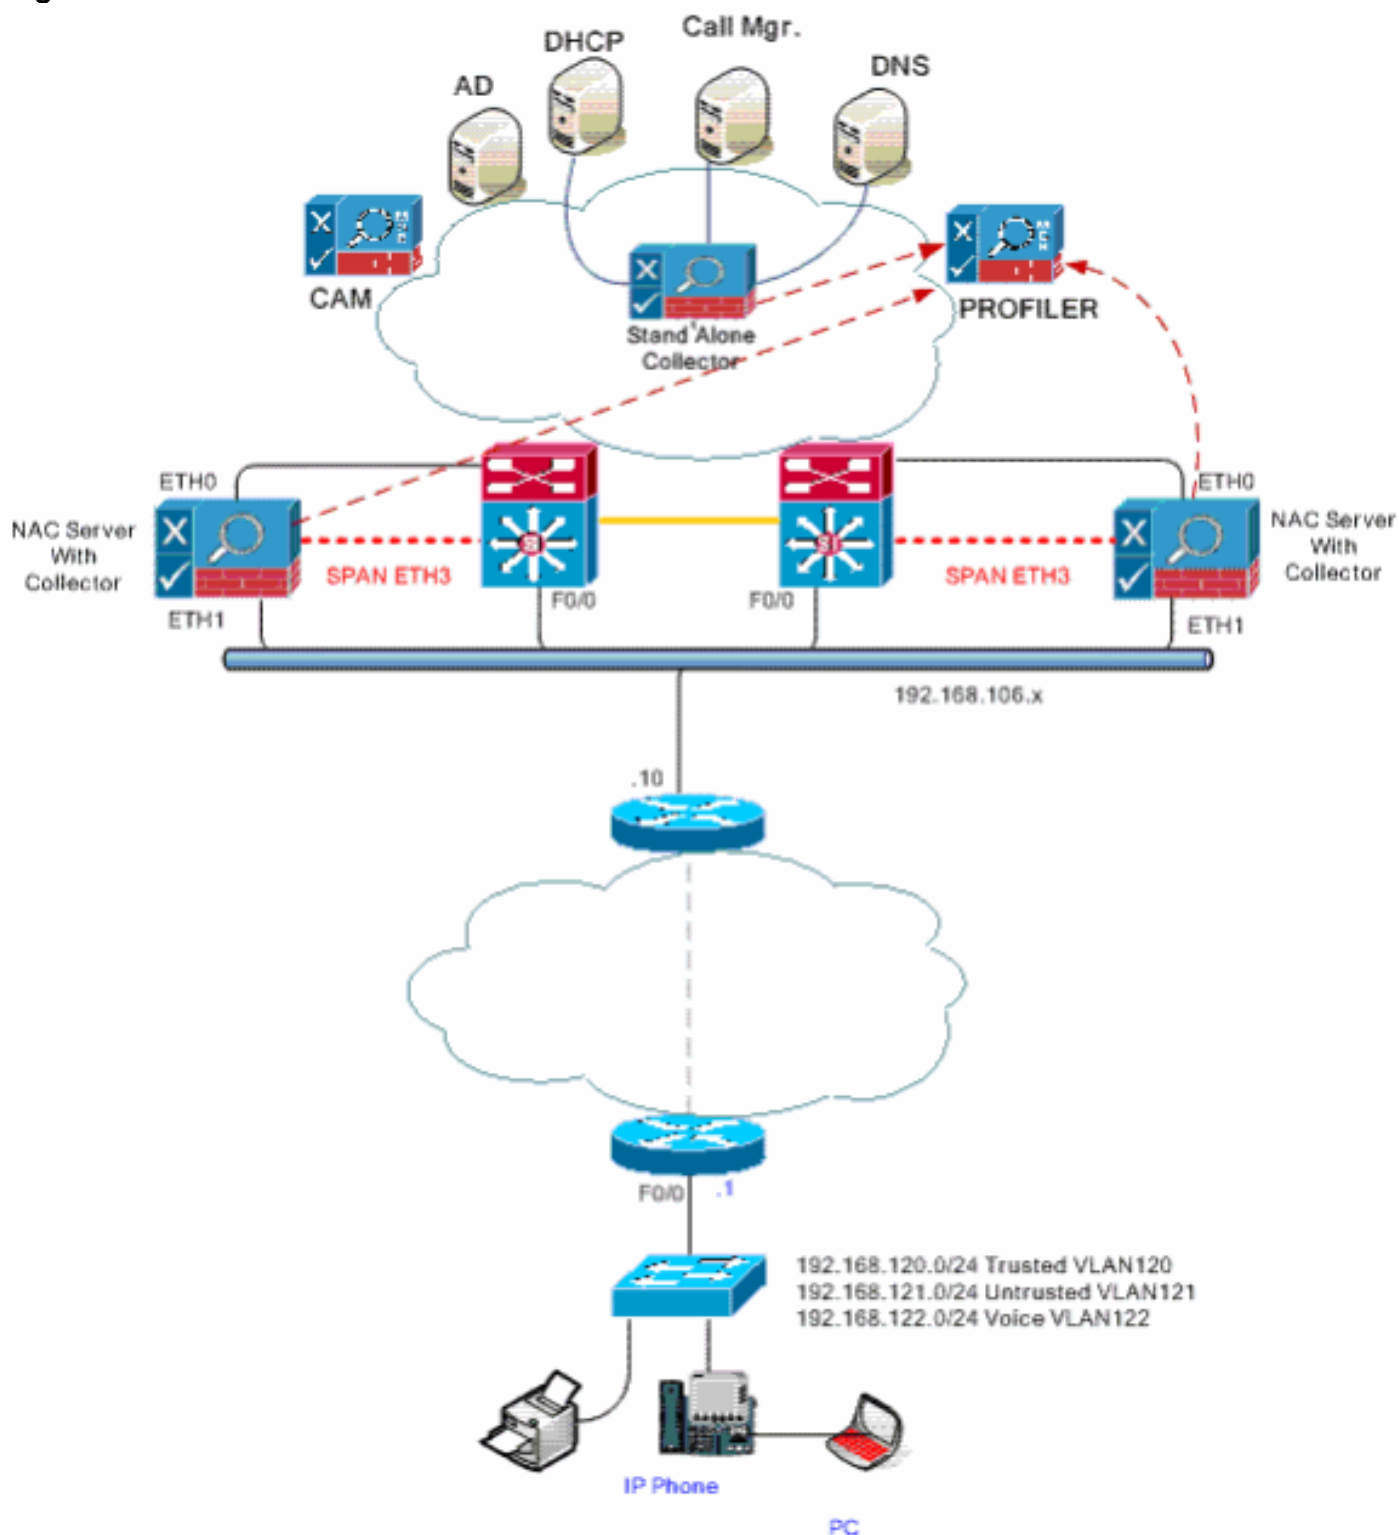 Call Mgr.
DHCP
DNS
AD
CAM
PROFILER
Stand Alone
Collector
ETH0
ETH0
NAC Server
With
Collector
NAC Server
With
Collector
SPAN ETH3
SPAN ETH3
F0/0
F0/0
ETH1
ETH1
192.168.106.x
.10
F0/0
.1
192.168.120.0/24 Trusted VLAN120
192.168.121.0/24 Untrusted VLAN121
192.168.122.0/24 Voice VLAN122
IP Phone
PC